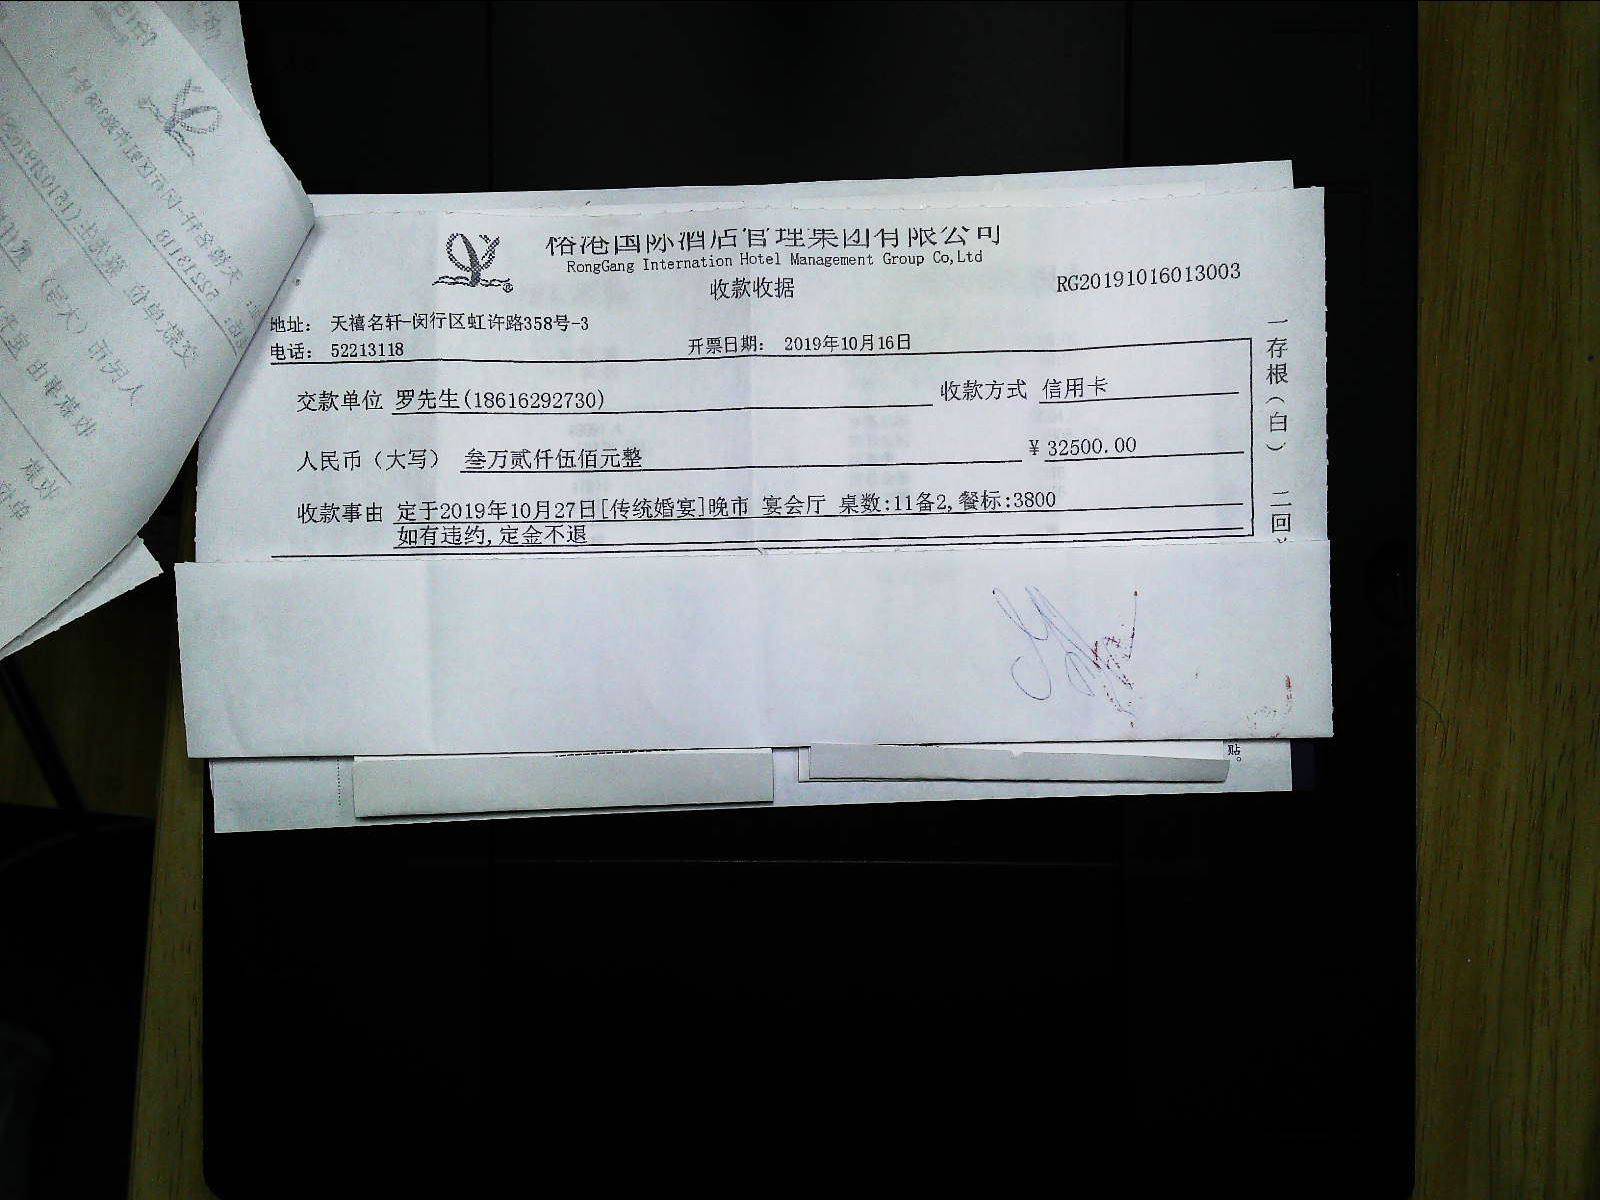 裕港国际酒店管理集团有限公司
RongGang Internation Hotel Management Group Co,Ltd
收款收据
RG20191016013003
地址： 天禧名轩-闵行区虹许路358号-3
电话： 52213118
开票日期： 2019年10月16日
交款单位 罗先生(18616292730)
收款方式 信用卡
人民币（大写） 叁万贰仟伍佰元整
¥ 32500.00
收款事由 定于2019年10月27日[传统婚宴]晚市 宴会厅 桌数:11备2,餐标:3800
如有违约,定金不退
一存根（白） 二回
贴。